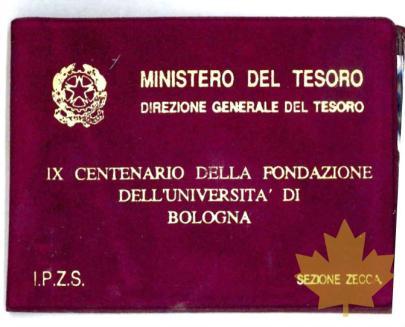 MINISTERO DEL TESORO
DIREZIONE GENERALE DEL TESORO
IX CENTENARIO DELLA FONDAZIONE
DELL'UNIVERSITA' DI
BOLOGNA
I.P.Z.S.
SEZIONE ZECCA